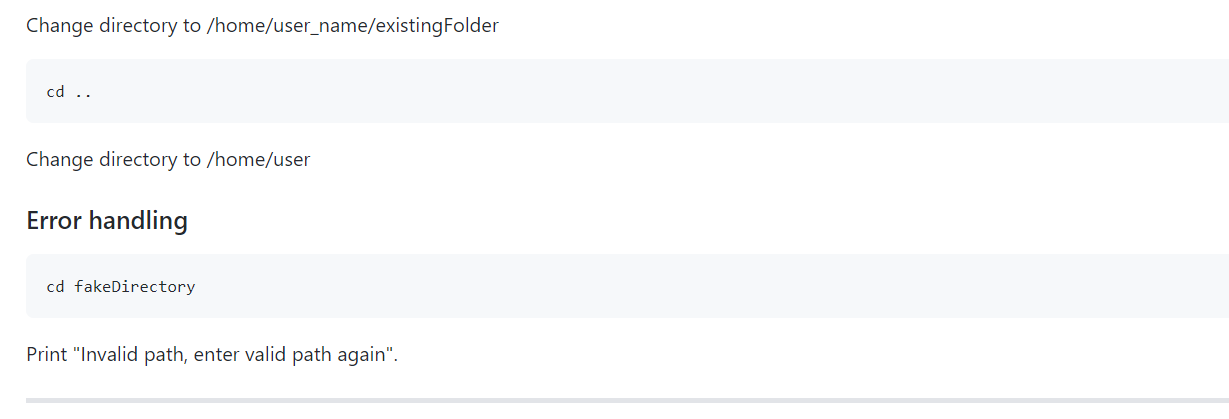 Change directory to /home/user_name/existingFolder
cd ..
Change directory to /home/user
Error handling
cd fakeDirectory
Print "Invalid path, enter valid path again".